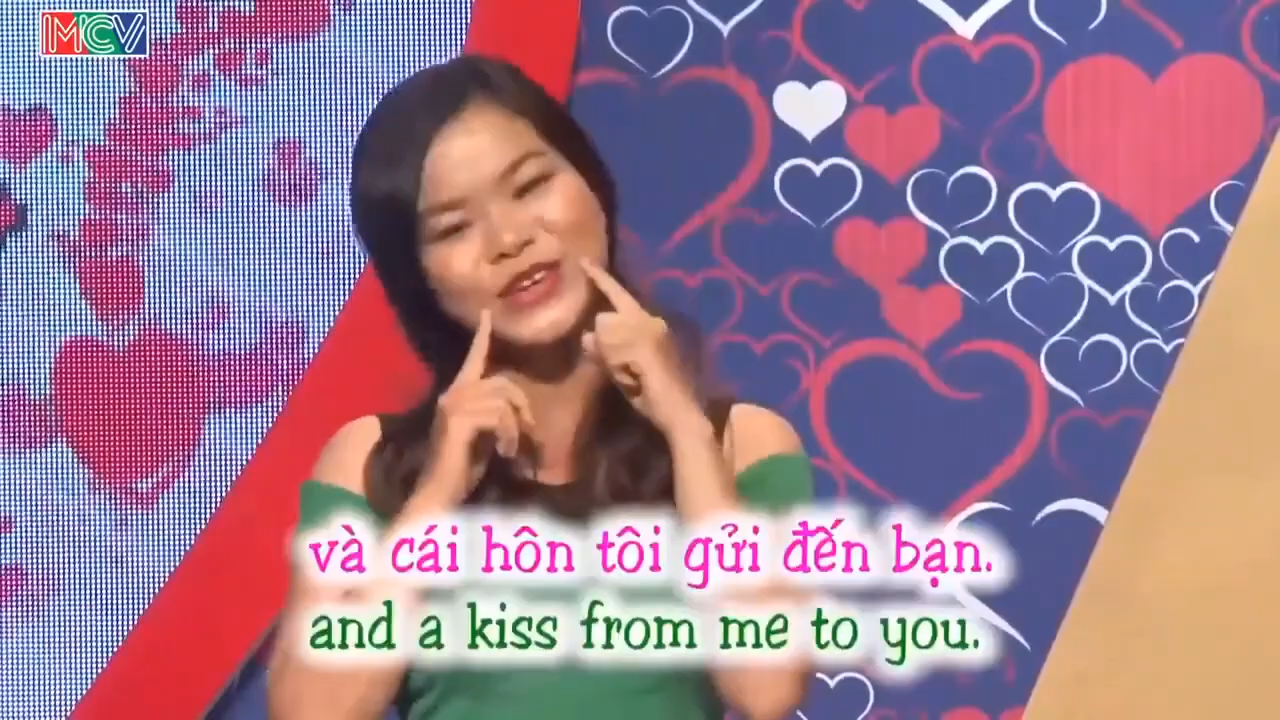 MCV
và cái hôn tôi gửi đến bạn.
and a kiss from me to you.